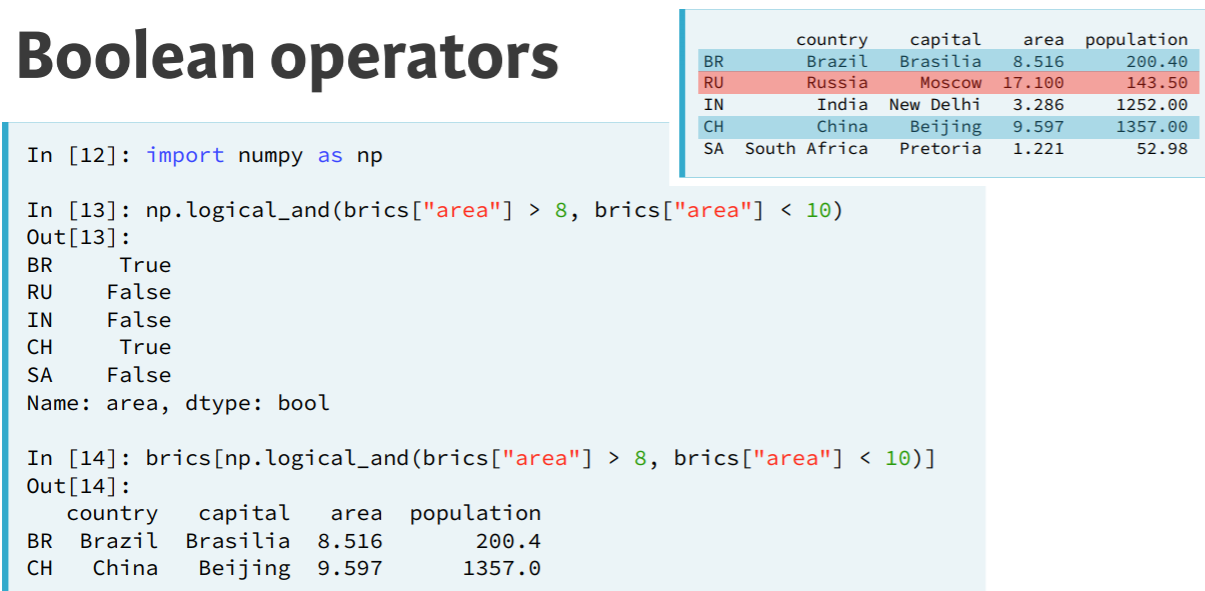 Boolean operators
country capital area population
BR Brazil Brasilia 8.516 200.40
RU Russia Moscow 17.100 143.50
IN India New Delhi 3.286 1252.00
CH China Beijing 9.597 1357.00
SA South Africa Pretoria 1.221 52.98
In [12]: import numpy as np
In [13]: np.logical_and(brics["area"] > 8, brics["area"] < 10)
Out[13]:
BR True
RU False
IN False
CH True
SA False
Name: area, dtype: bool
In [14]: brics[np.logical_and(brics["area"] > 8, brics["area"] < 10)]
Out[14]:
country capital area population
BR Brazil Brasilia 8.516 200.4
CH China Beijing 9.597 1357.0